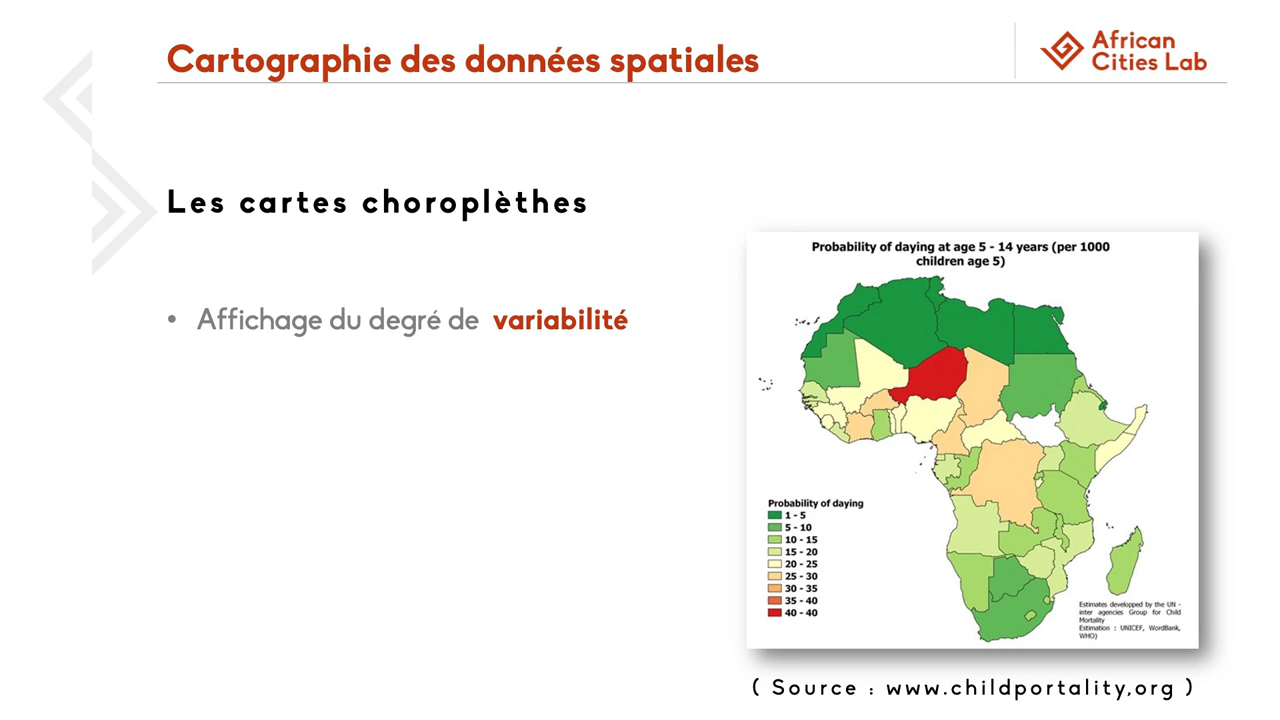 Cartographie des données spatiales
African
Cities Lab
Les cartes choroplèthes
• Affichage du degré de variabilité
Probability of daying at age 5 - 14 years (per 1000
children age 5)
Probability of daying
1 - 5
5 - 10
10 - 15
15 - 20
20 - 25
25 - 30
30 - 35
35 - 40
40 - 40
Estimates developped by the UN -
inter agencies Group for Child
Mortality
Estimation : UNICEF, WordBank,
WHO)
( Source : www.childportality,org )